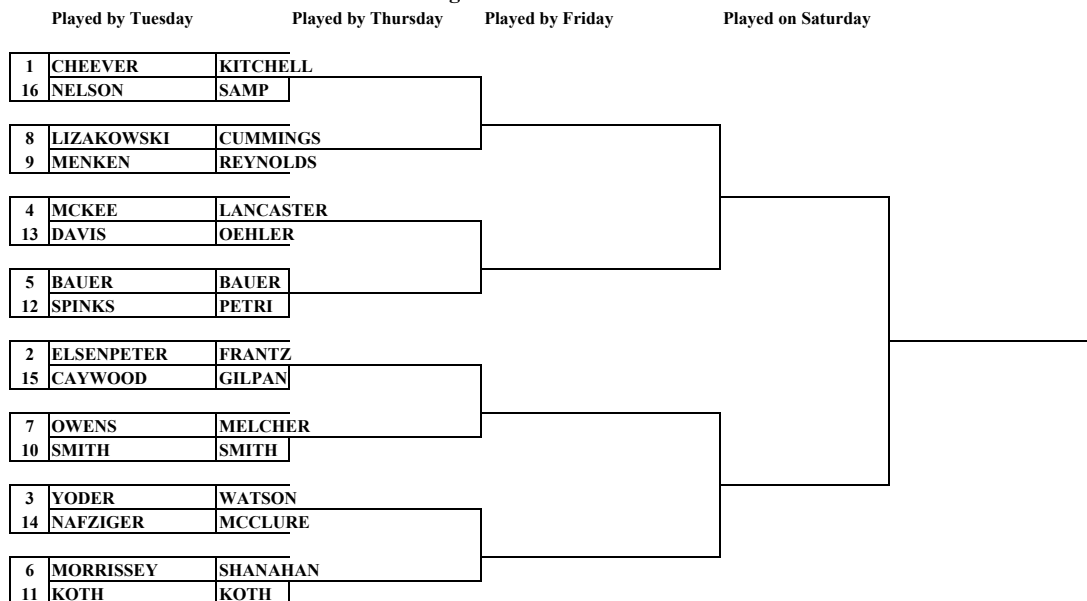 Played by Tuesday Played by Thursday Played by Friday Played on Saturday
1 CHEEVER KITCHELL
16 NELSON SAMP
8 LIZAKOWSKI CUMMINGS
9 MENKEN REYNOLDS
4 MCKEE LANCASTER
13 DAVIS OEHLER
5 BAUER BAUER
12 SPINKS PETRI
2 ELSENPETER FRANTZ
15 CAYWOOD GILPAN
7 OWENS MELCHER
10 SMITH SMITH
3 YODER WATSON
14 NAFZIGER MCCLURE
6 MORRISSEY SHANAHAN
11 KOTH KOTH